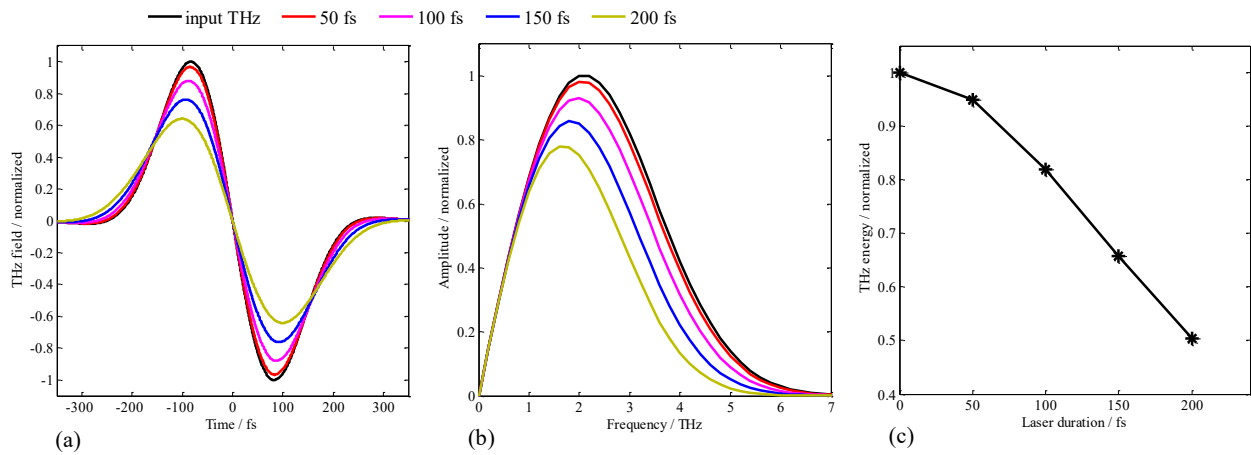 input THz 50 fs 100 fs 150 fs 200 fs
THz field / normalized
1
0.8
0.6
0.4
0.2
0
-0.2
-0.4
-0.6
-0.8
-1
-300 -200 -100 0 100 200 300
Time / fs
(a)
Amplitude / normalized
1
0.8
0.6
0.4
0.2
0
0 1 2 3 4 5 6 7
Frequency / THz
(b)
THz energy / normalized
1
0.9
0.8
0.7
0.6
0.5
0.4
0 50 100 150 200
Laser duration / fs
(c)